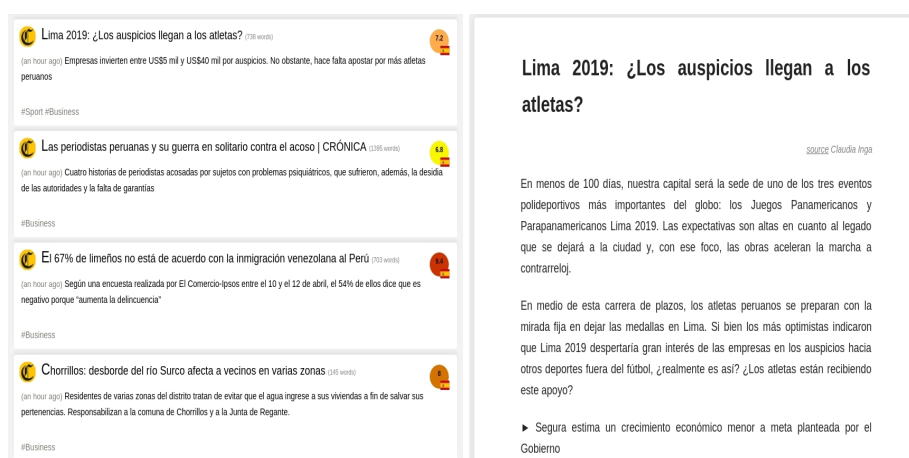 Lima 2019: ¿Los auspicios llegan a los atletas? (738 words)
7.2
(an hour ago) Empresas invierten entre US$5 mil y US$40 mil por auspicios. No obstante, hace falta apostar por más atletas
peruanos
#Sport #Business
Las periodistas peruanas y su guerra en solitario contra el acoso | CRÓNICA (1395 words)
6.8
(an hour ago) Cuatro historias de periodistas acosadas por sujetos con problemas psiquiátricos, que sufrieron, además, la desidia
de las autoridades y la falta de garantías
#Business
El 67% de limeños no está de acuerdo con la inmigración venezolana al Perú (703 words)
(an hour ago) Según una encuesta realizada por El Comercio-Ipsos entre el 10 y el 12 de abril, el 54% de ellos dice que es
negativo porque “aumenta la delincuencia”
#Business
Chorrillos: desborde del río Surco afecta a vecinos en varias zonas (145 words)
6
(an hour ago) Residentes de varias zonas del distrito tratan de evitar que el agua ingrese a sus viviendas a fin de salvar sus
pertenencias. Responsabilizan a la comuna de Chorrillos y a la Junta de Regante.
#Business
Lima 2019: ¿Los auspicios llegan a los
atletas?
source Claudia Inga
En menos de 100 días, nuestra capital será la sede de uno de los tres eventos
polideportivos más importantes del globo: los Juegos Panamericanos y
Parapanamericanos Lima 2019. Las expectativas son altas en cuanto al legado
que se dejará a la ciudad y, con ese foco, las obras aceleran la marcha a
contrarreloj.
En medio de esta carrera de plazos, los atletas peruanos se preparan con la
mirada fija en dejar las medallas en Lima. Si bien los más optimistas indicaron
que Lima 2019 despertaría gran interés de las empresas en los auspicios hacia
otros deportes fuera del fútbol, ¿realmente es así? ¿Los atletas están recibiendo
este apoyo?
► Segura estima un crecimiento económico menor a meta planteada por el
Gobierno